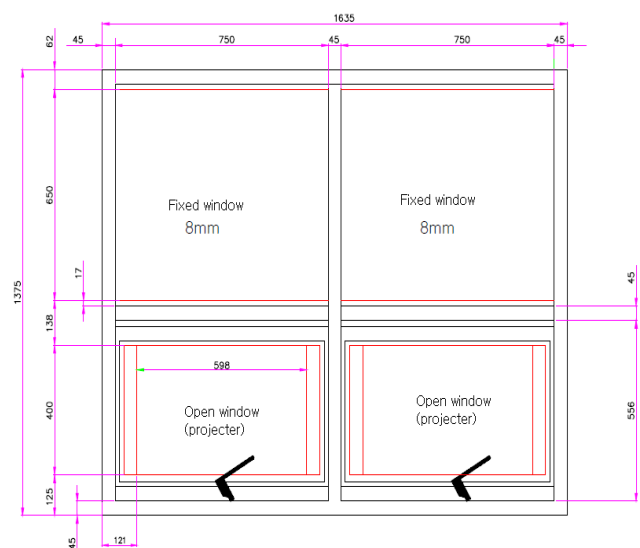 1635
45
750
45
750
45
62
Fixed window
8mm
Fixed window
8mm
650
17
1375
45
138
598
400
Open window
(projecter)
Open window
(projecter)
556
125
121
45